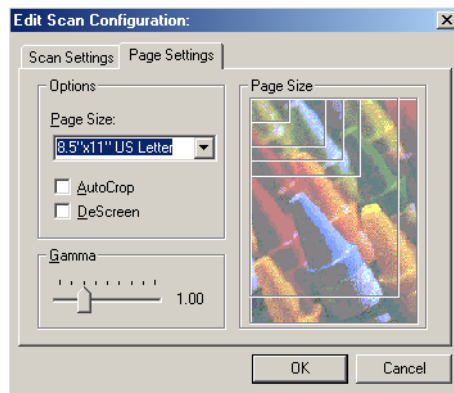 Edit Scan Configuration:
Scan Settings
Page Settings
Options
Page Size:
8.5"x11" US Letter
AutoCrop
DeScreen
Gamma
1.00
Page Size
OK
Cancel